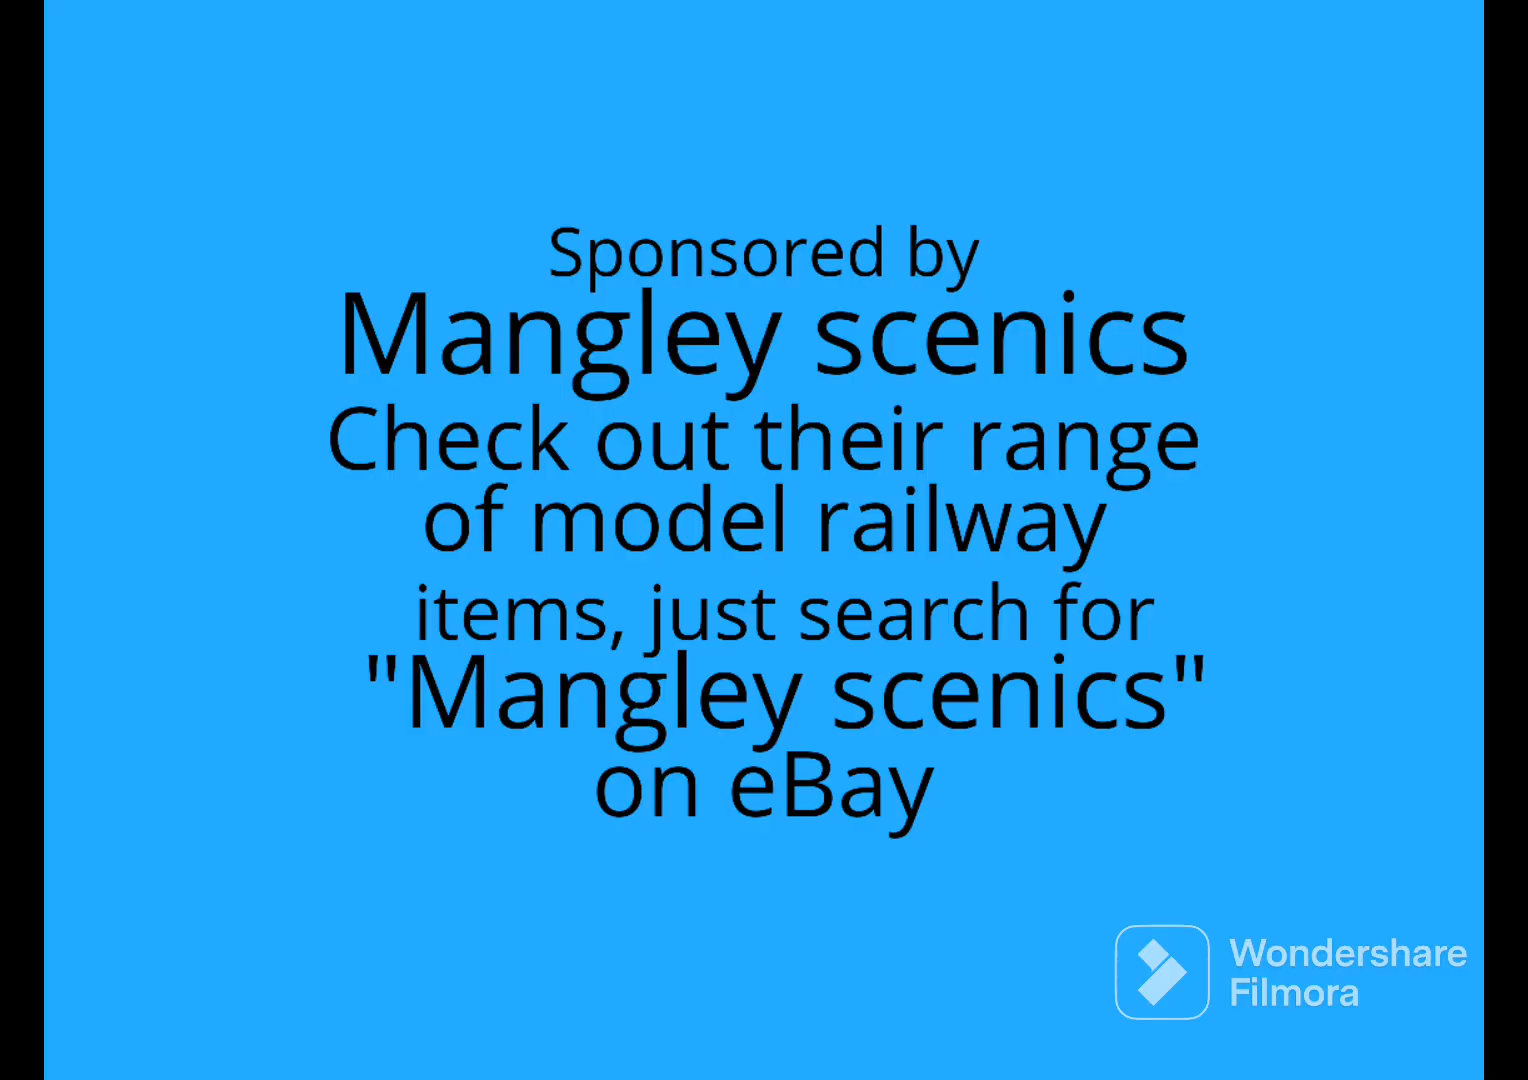 Sponsored by
Mangley scenics
Check out their range
of model railway
items, just search for
"Mangley scenics"
on eBay
Wondershare
Filmora